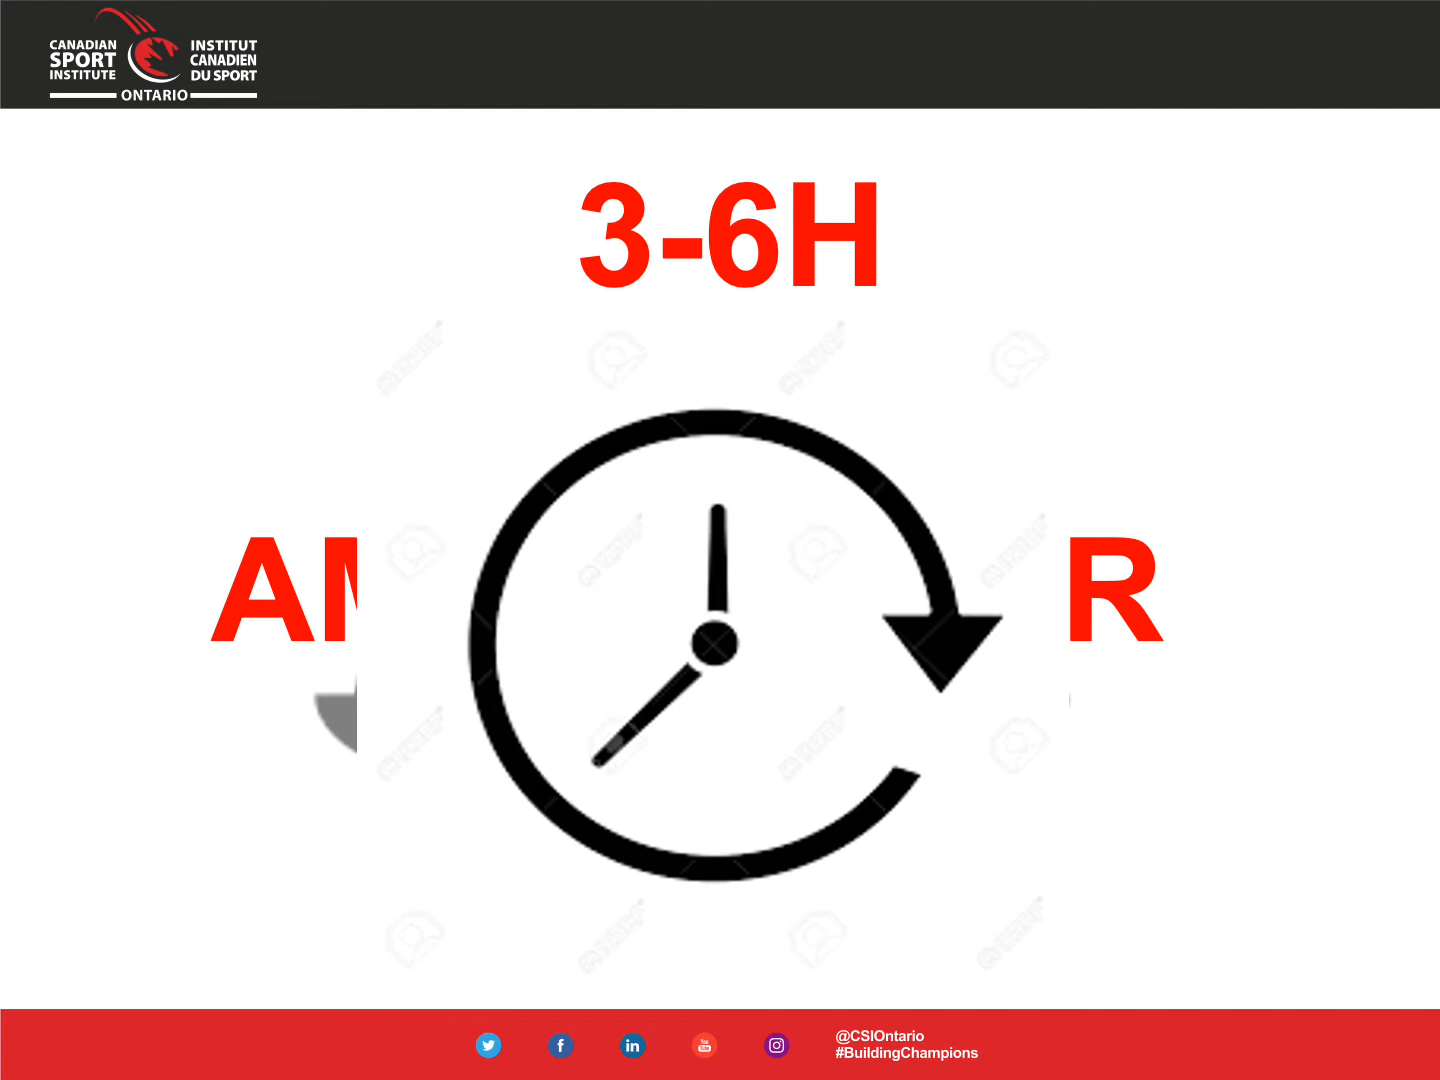 CANADIAN
SPORT
INSTITUTE
INSTITUT
CANADIEN
DU SPORT
ONTARIO
3-6H
R
@CSIOntario
#BuildingChampions